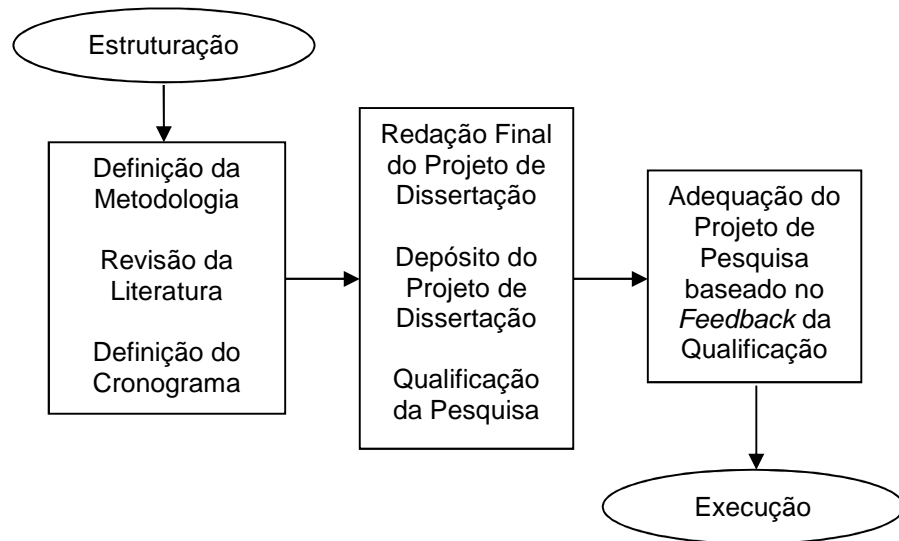 Estruturação
Definição da
Metodologia
Revisão da
Literatura
Definição do
Cronograma
Redação Final
do Projeto de
Dissertação
Depósito do
Projeto de
Dissertação
Qualificação
da Pesquisa
Adequação do
Projeto de
Pesquisa
baseado no
Feedback da
Qualificação
Execução